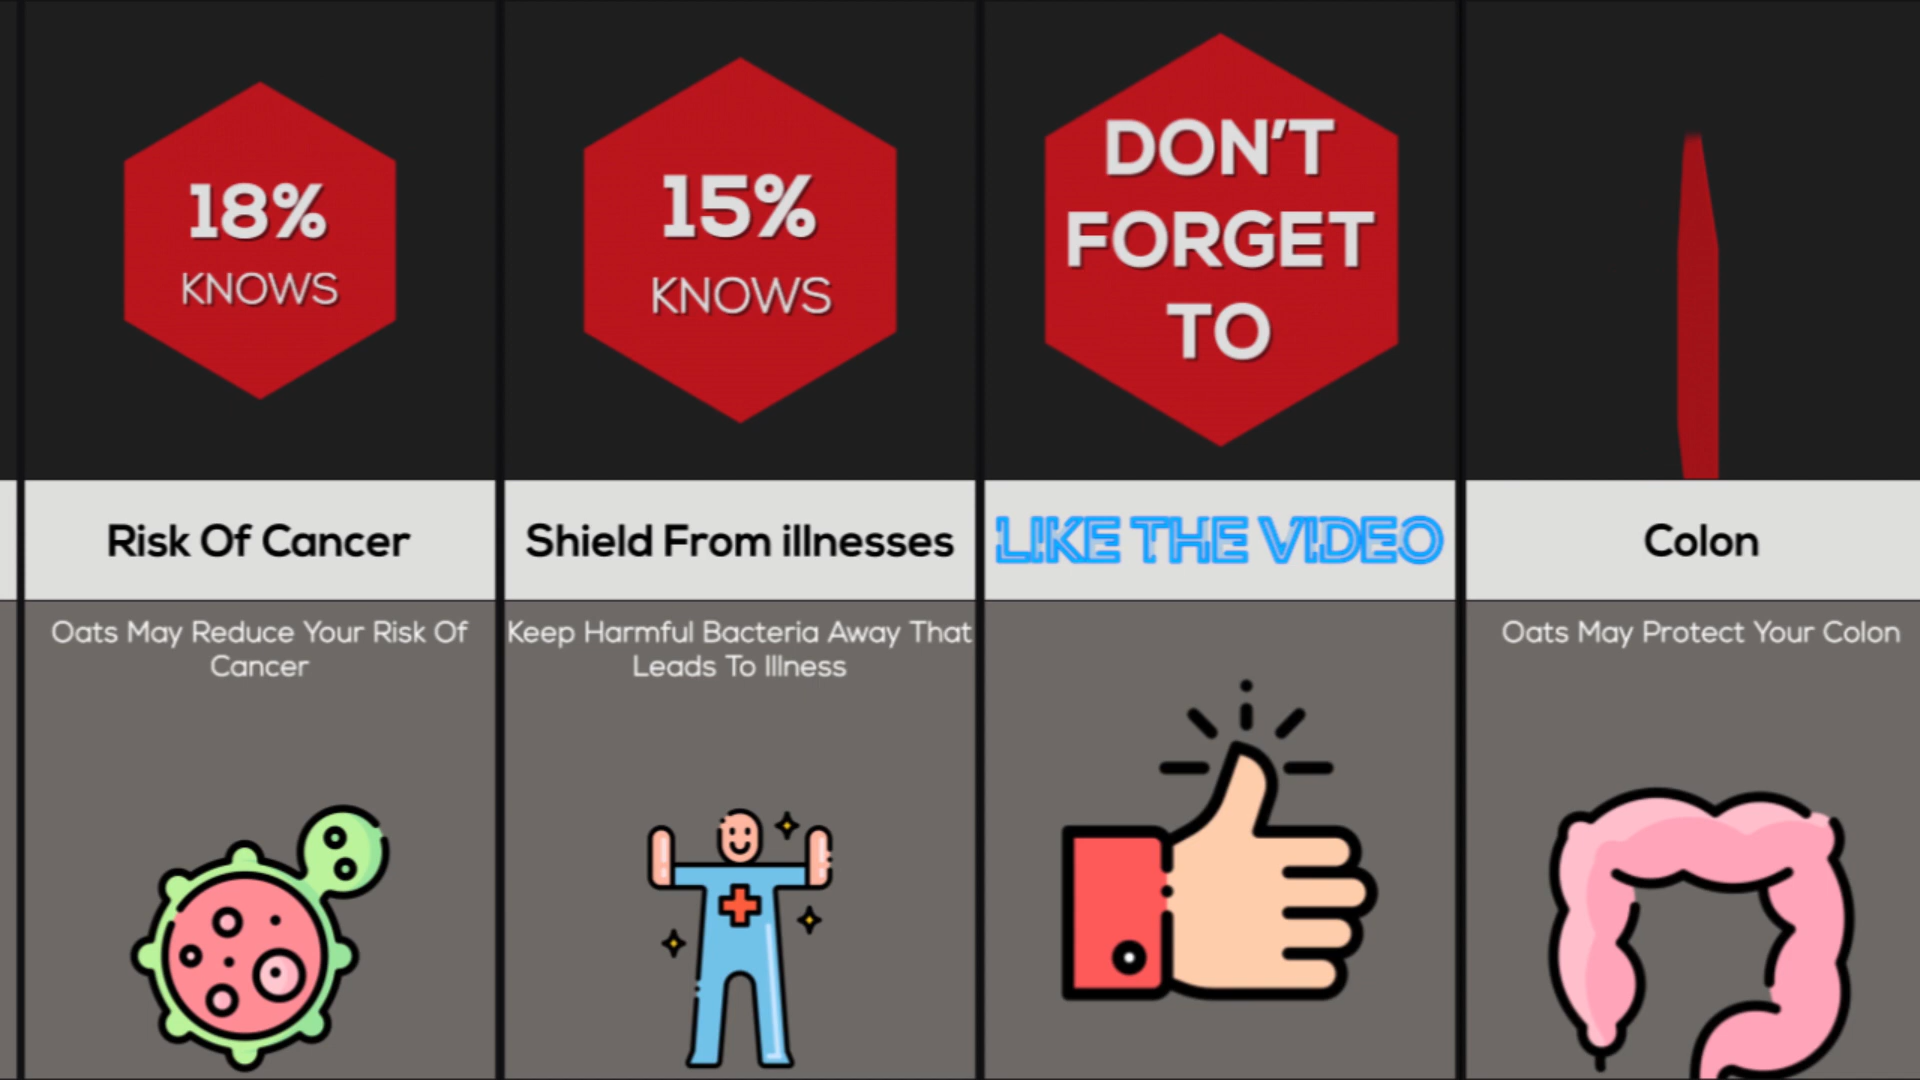 18%
KNOWS
Risk Of Cancer
Oats May Reduce Your Risk Of
Cancer
15%
KNOWS
Shield From illnesses
Keep Harmful Bacteria Away That
Leads To Illness
DON'T
FORGET
TO
LIKE THE VIDEO
Colon
Oats May Protect Your Colon